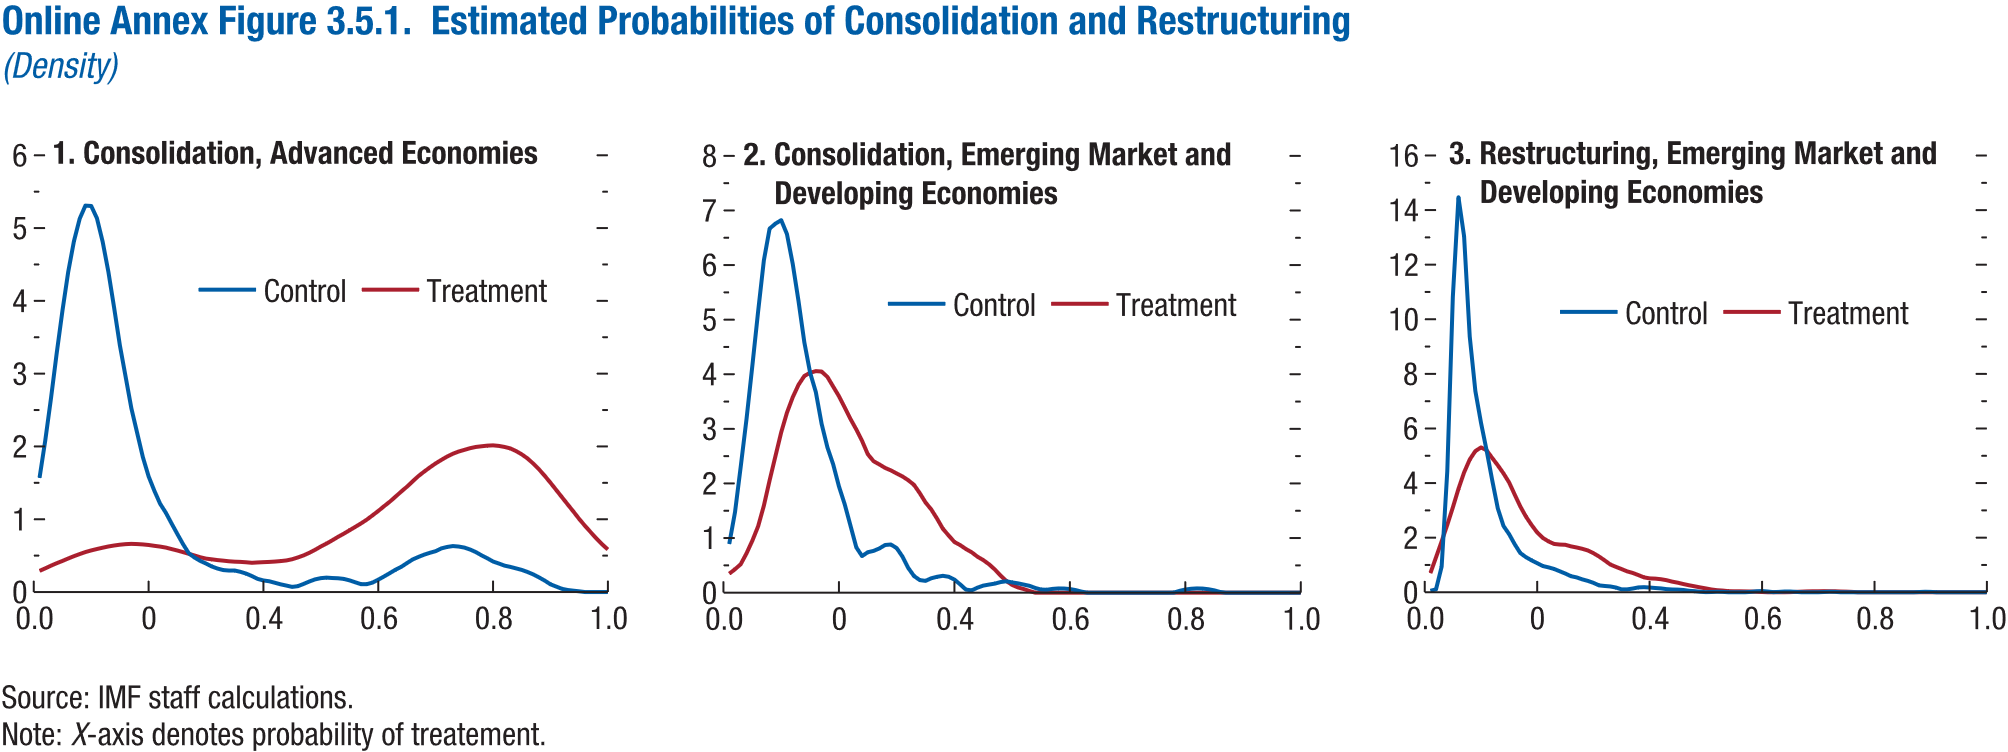 Online Annex Figure 3.5.1. Estimated Probabilities of Consolidation and Restructuring
(Density)
1. Consolidation, Advanced Economies
6
5
4
3
2
1
0
Control
Treatment
0.0
0
0.4
0.6
0.8
1.0
2. Consolidation, Emerging Market and
Developing Economies
8
7
6
5
4
3
2
1
0
Control
Treatment
0.0
0
0.4
0.6
0.8
1.0
3. Restructuring, Emerging Market and
Developing Economies
16
14
12
10
8
6
4
2
0
Control
Treatment
0.0
0
0.4
0.6
0.8
1.0
Source: IMF staff calculations.
Note: X-axis denotes probability of treatement.